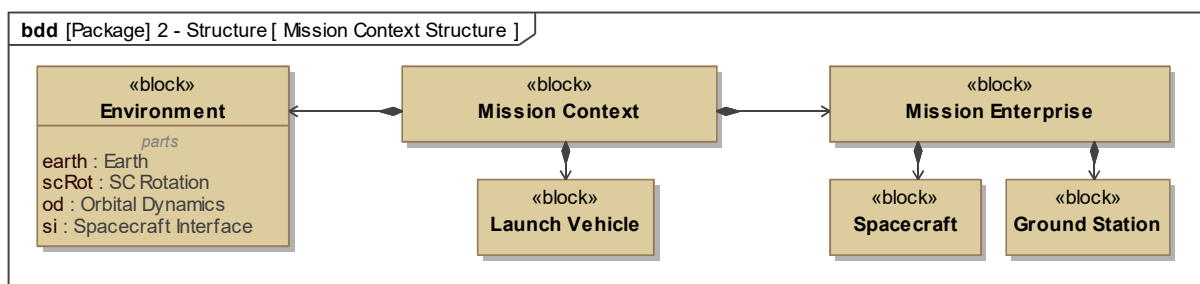 bdd [Package] 2 - Structure [ Mission Context Structure ]
«block»
Environment
parts
earth : Earth
scRot : SC Rotation
od : Orbital Dynamics
si : Spacecraft Interface
«block»
Mission Context
«block»
Mission Enterprise
«block»
Launch Vehicle
«block»
Spacecraft
«block»
Ground Station